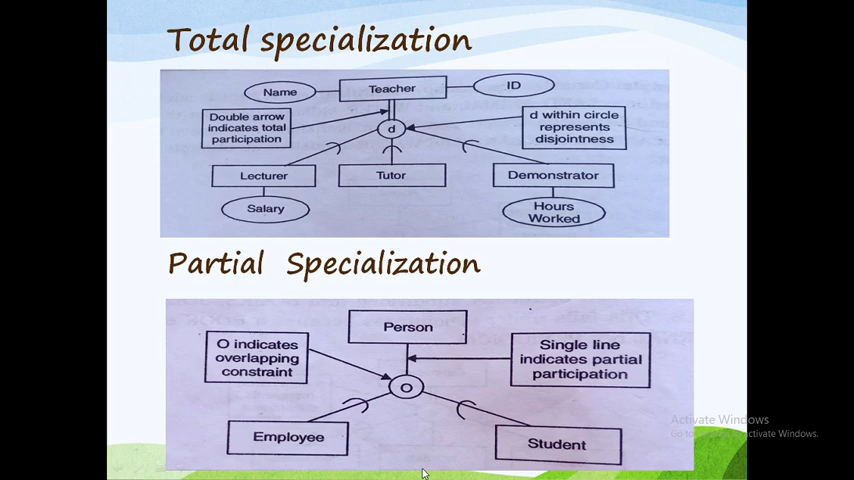 Total specialization
Name
Teacher
ID
Double arrow
indicates total
participation
d
d within circle
represents
disjointness
Lecturer
Tutor
Demonstrator
Salary
Hours
Worked
Partial Specialization
Person
O indicates
overlapping
constraint
Single line
indicates partial
participation
O
Employee
Student
Activate Windows